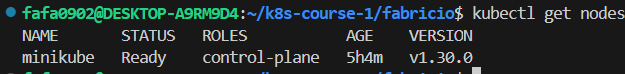 fafa0902@DESKTOP-A9RM9D4:~/k8s-course-1/fabricio$ kubectl get nodes
NAME STATUS ROLES AGE VERSION
minikube Ready control-plane 5h4m v1.30.0